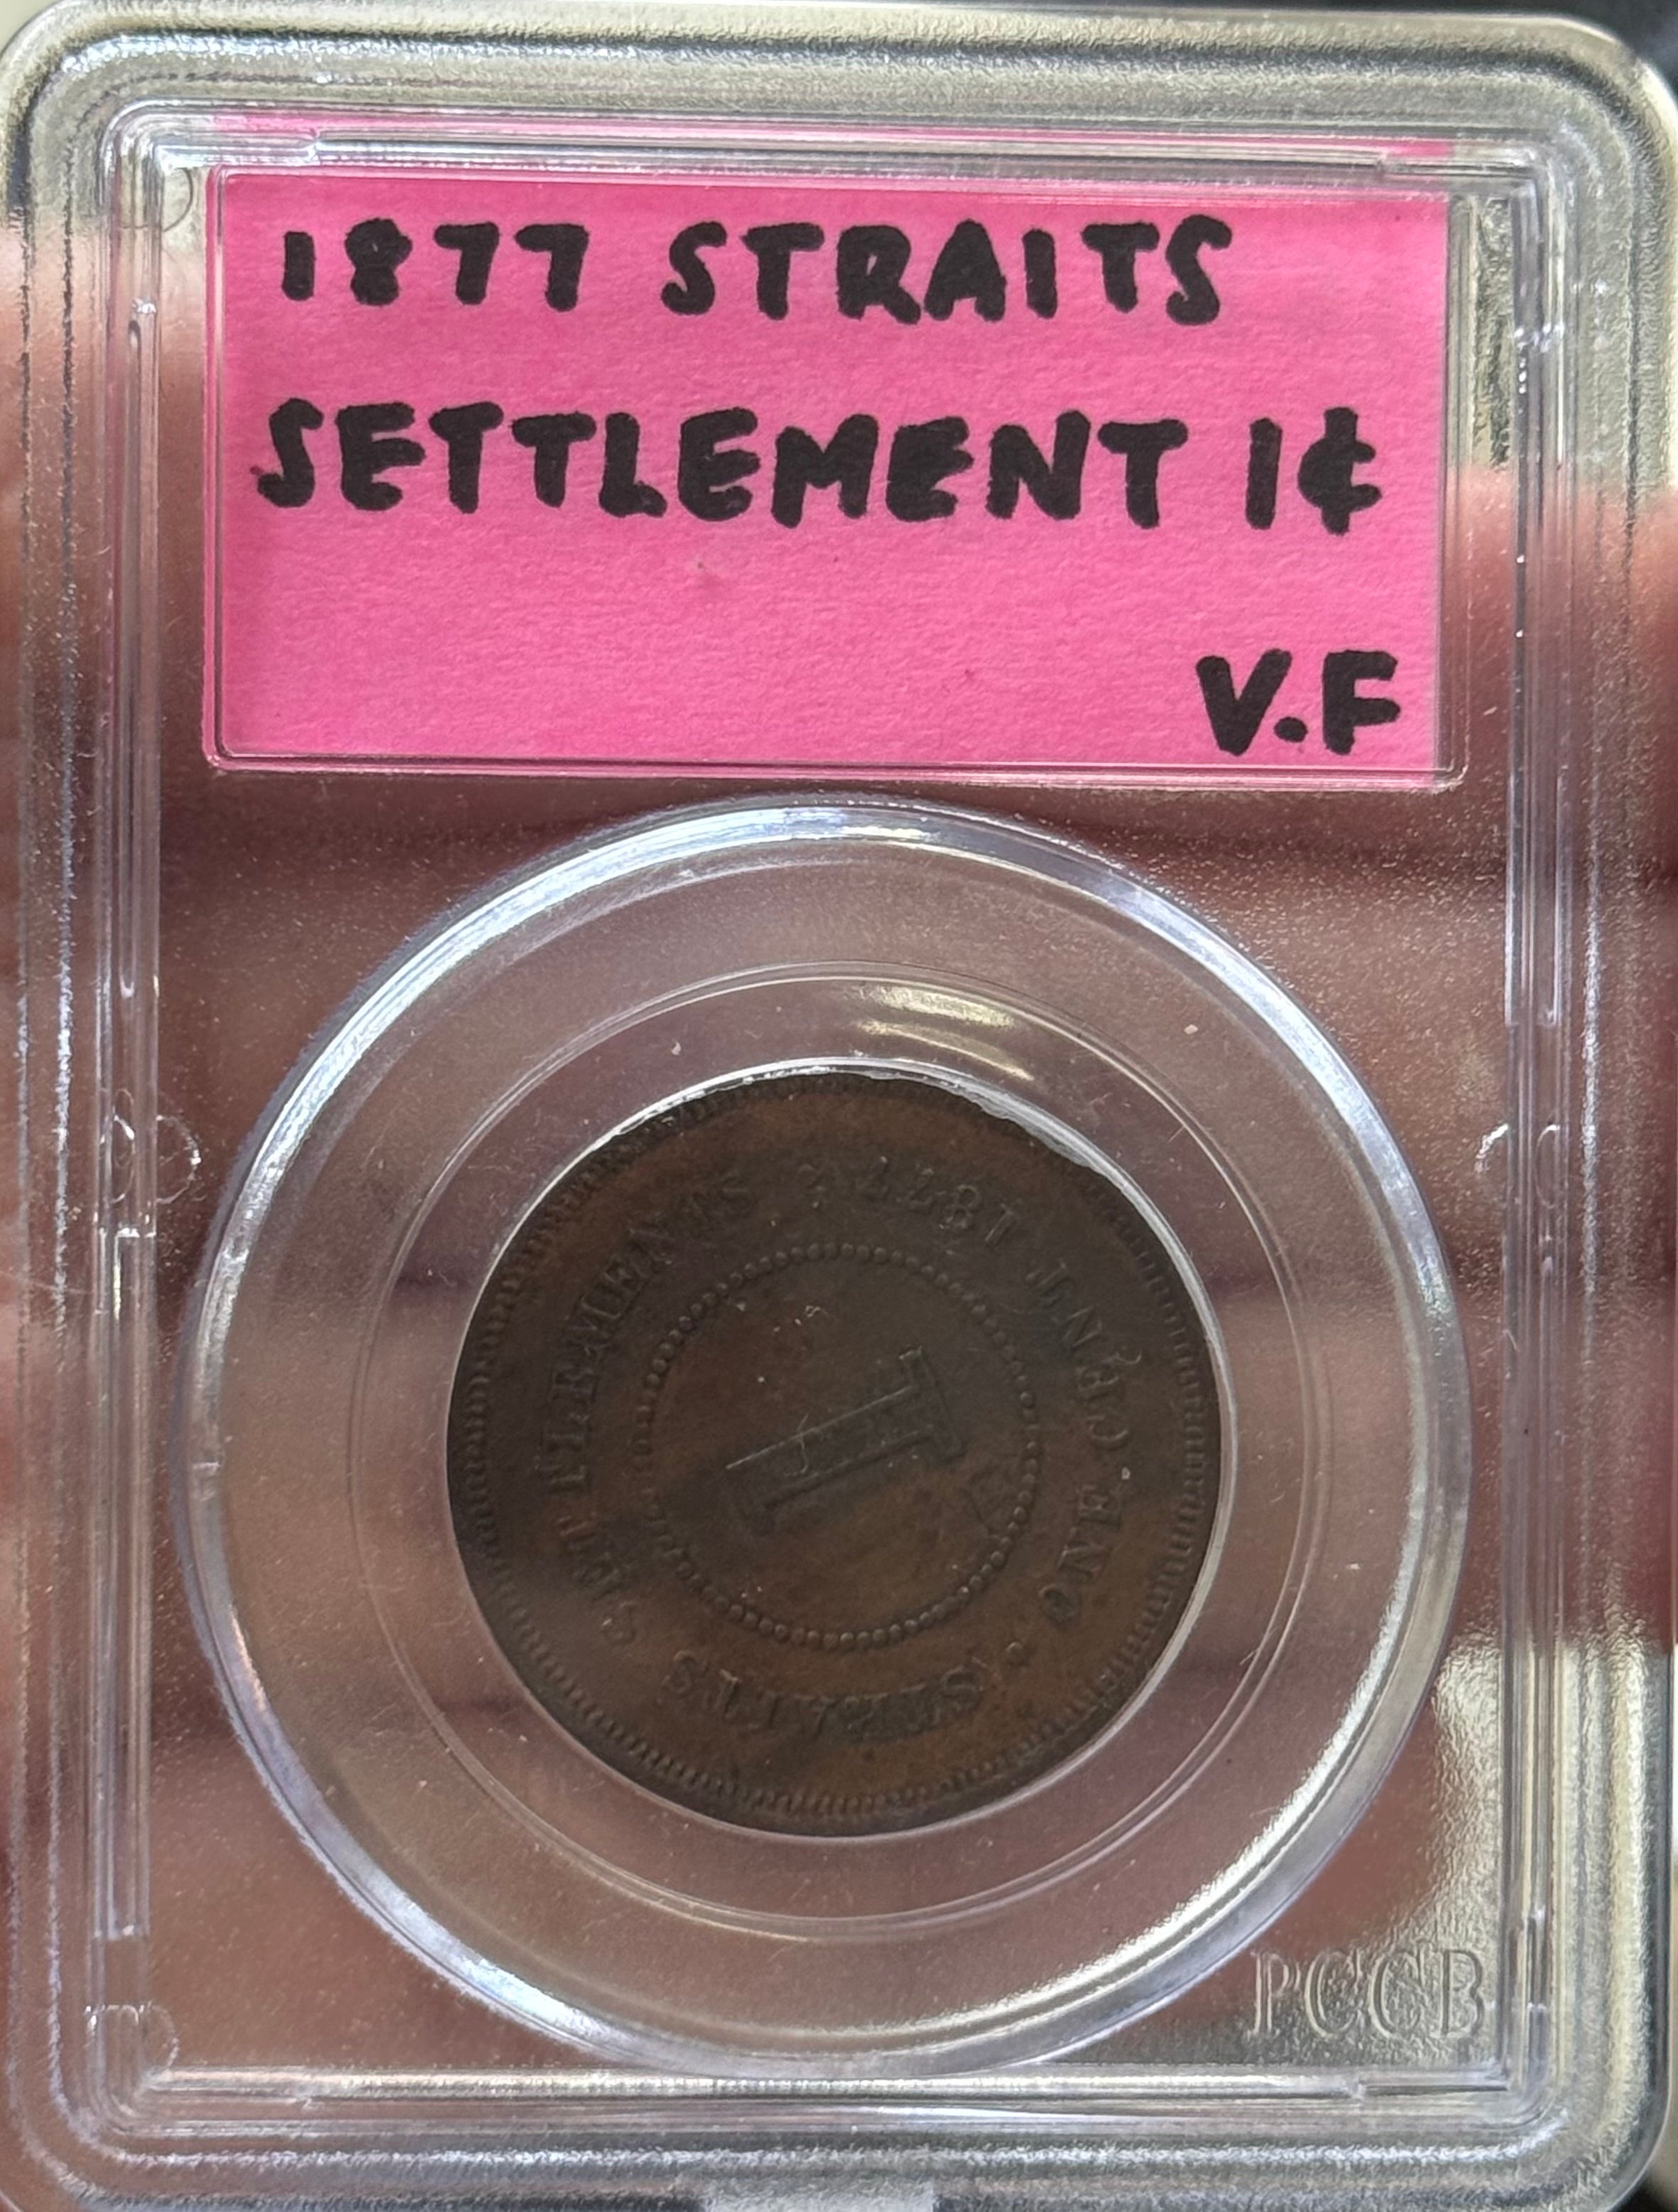 1877 STRAITS
SETTLEMENT 1¢
V.F
STRAITS SETTLEMENTS
ONE CENT 1877
1
PCCB